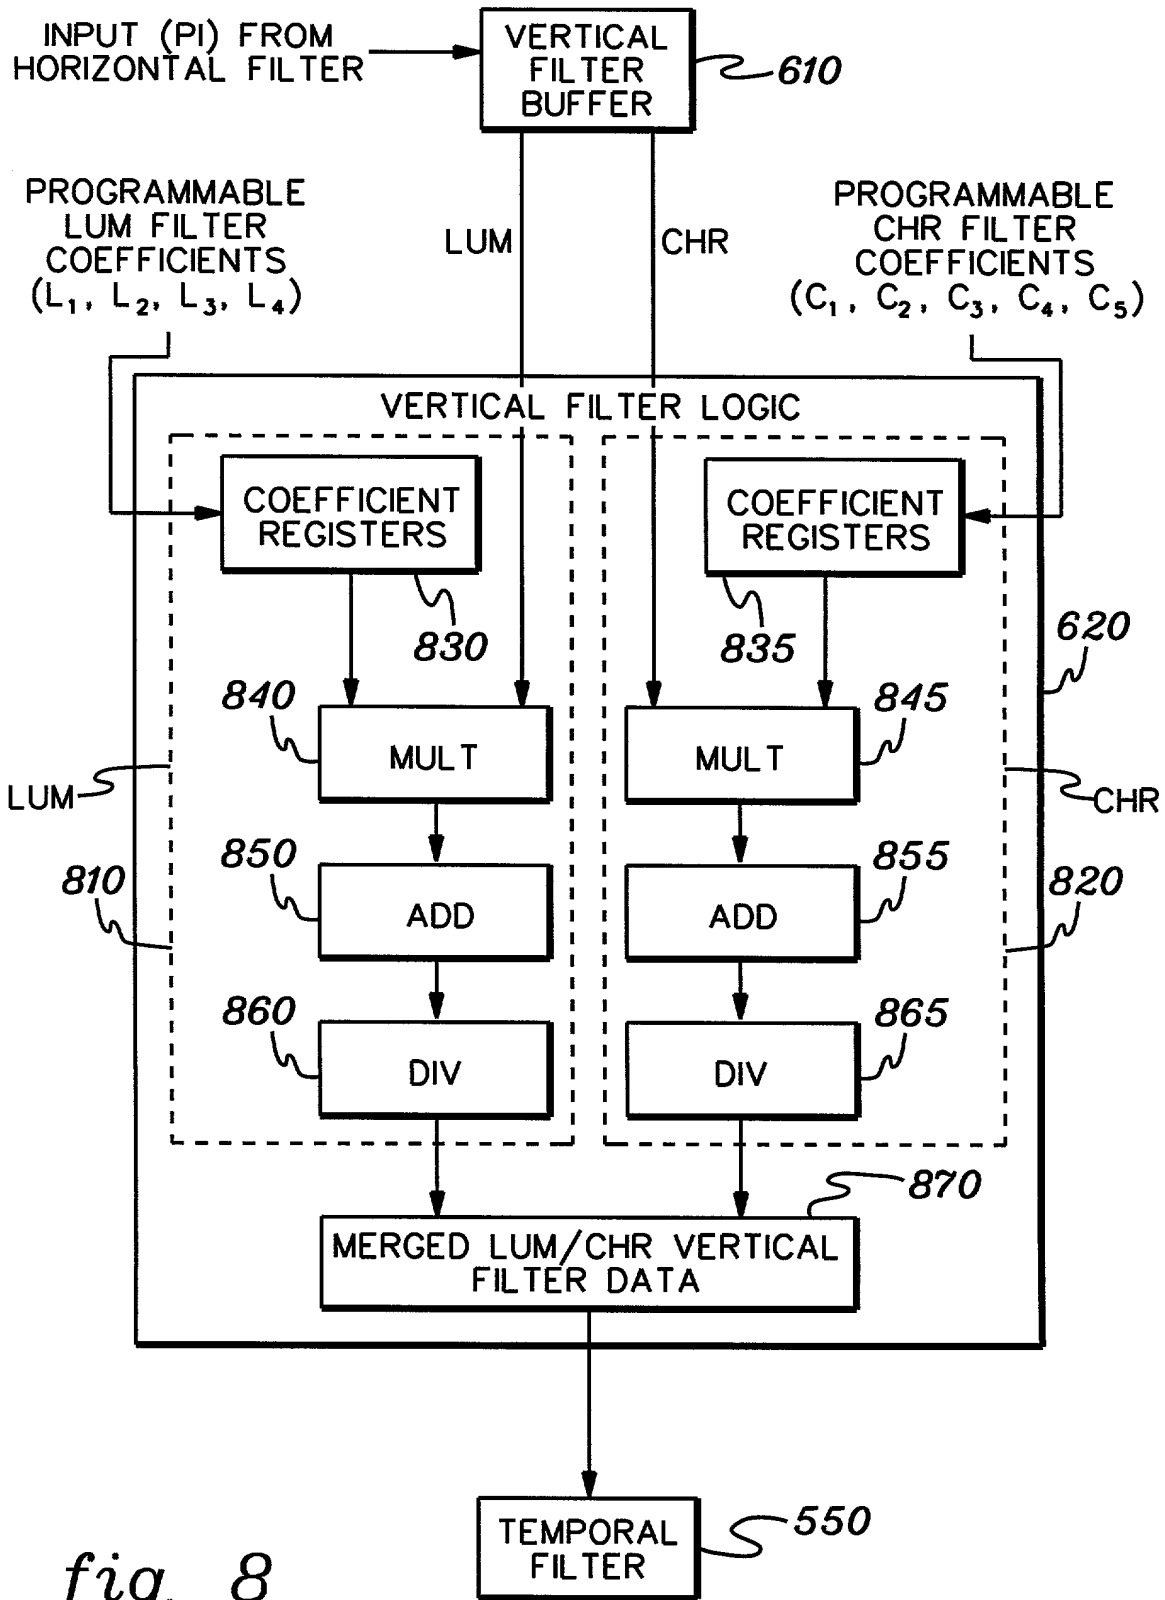 INPUT (PI) FROM
HORIZONTAL FILTER
VERTICAL
FILTER
BUFFER
610
PROGRAMMABLE
LUM FILTER
COEFFICIENTS
(L₁, L₂, L₃, L₄)
LUM
CHR
PROGRAMMABLE
CHR FILTER
COEFFICIENTS
(C₁, C₂, C₃, C₄, C₅)
VERTICAL FILTER LOGIC
COEFFICIENT
REGISTERS
COEFFICIENT
REGISTERS
830
835
620
840
845
MULT
MULT
LUM
CHR
850
855
810
820
ADD
ADD
860
865
DIV
DIV
870
MERGED LUM/CHR VERTICAL
FILTER DATA
TEMPORAL
FILTER
550
fig. 8